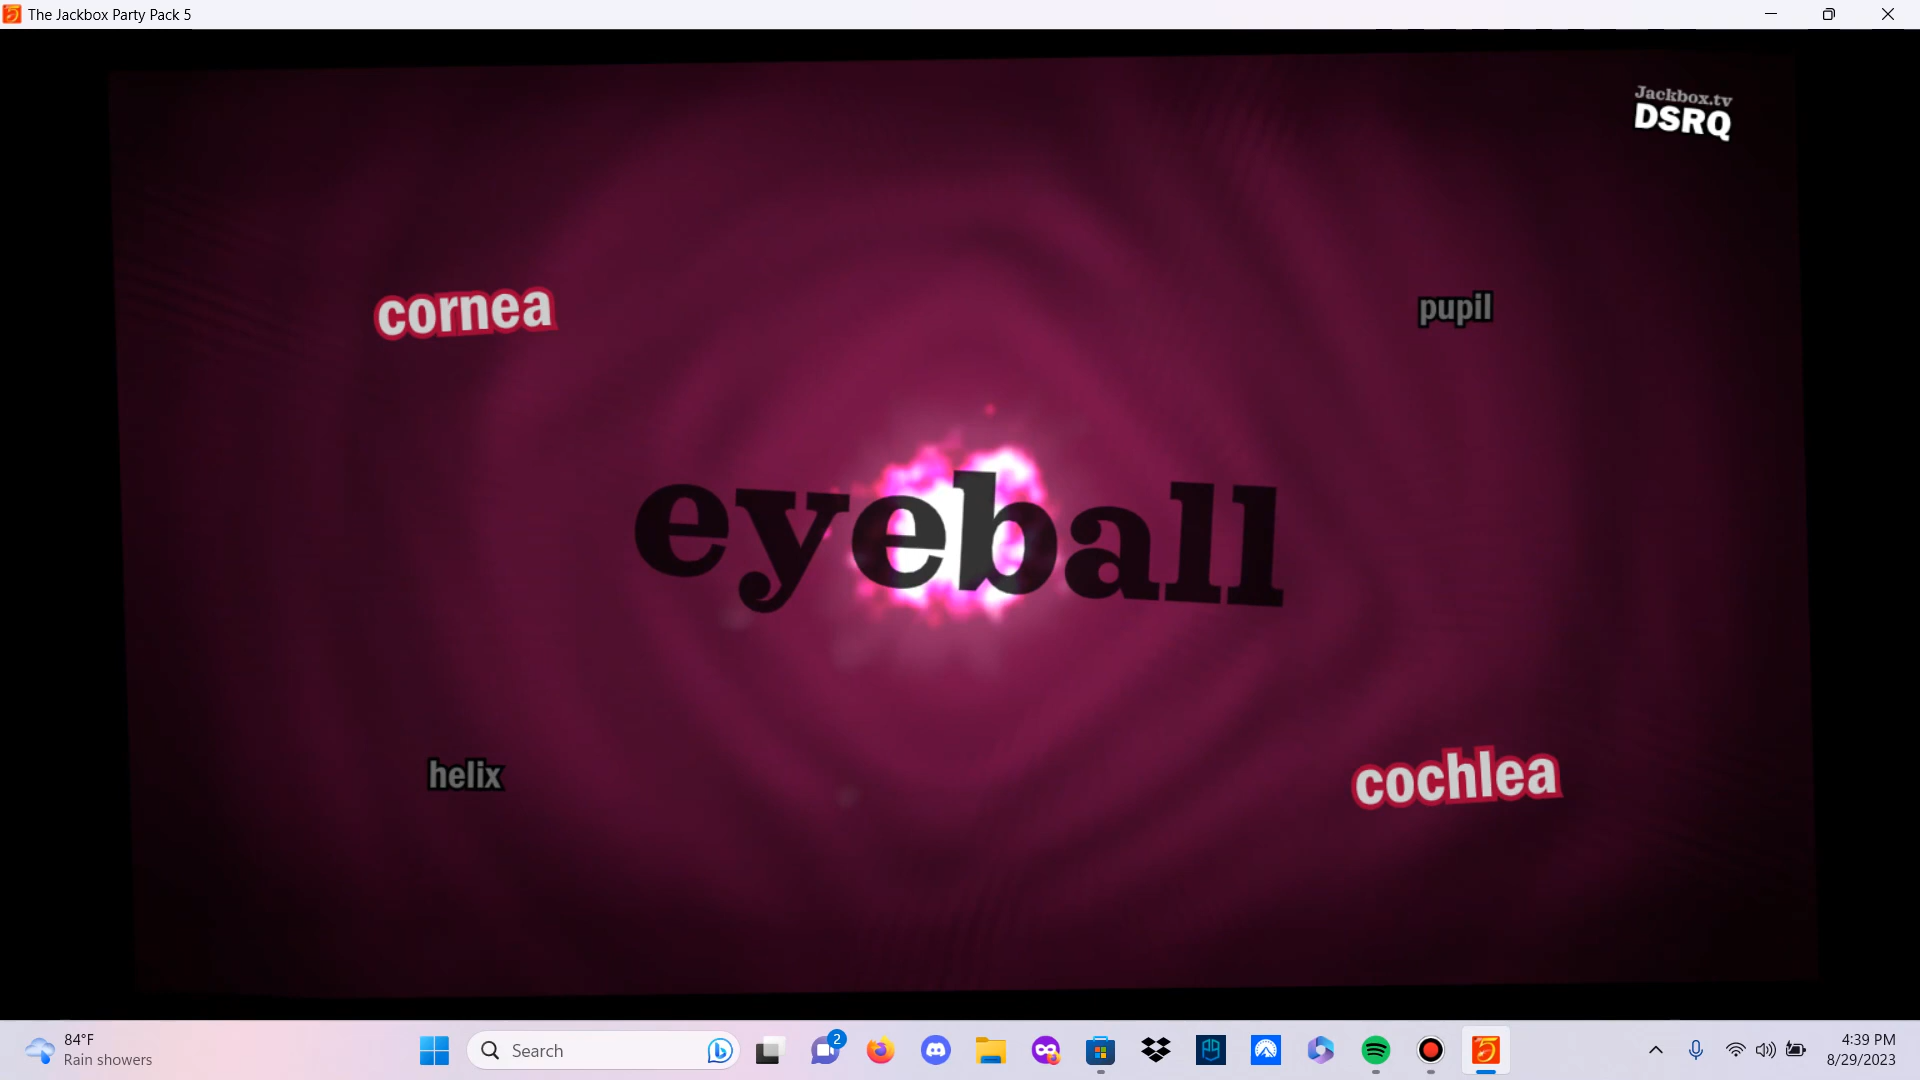 The Jackbox Party Pack 5
Jackbox.tv
DSRQ
cornea
pupil
eyeball
helix
cochlea
84°F
Rain showers
Search
2
4:39 PM
8/29/2023